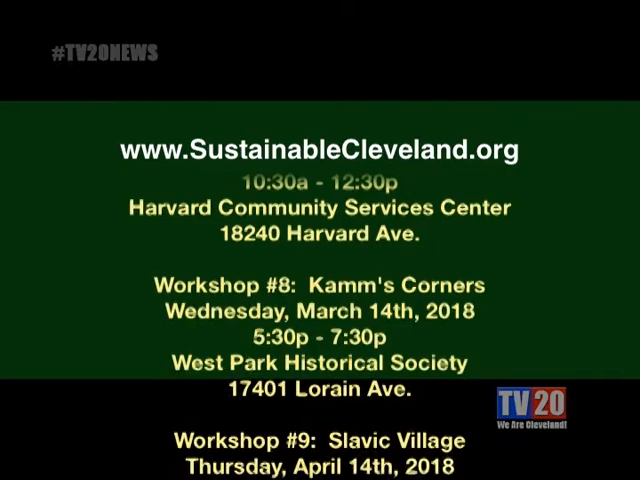 #TV20NEWS
www.SustainableCleveland.org
10:30a - 12:30p
Harvard Community Services Center
18240 Harvard Ave.
Workshop #8:  Kamm's Corners
Wednesday, March 14th, 2018
5:30p - 7:30p
West Park Historical Society
17401 Lorain Ave.
TV20
We Are Cleveland!
Workshop #9:  Slavic Village
Thursday, April 14th, 2018